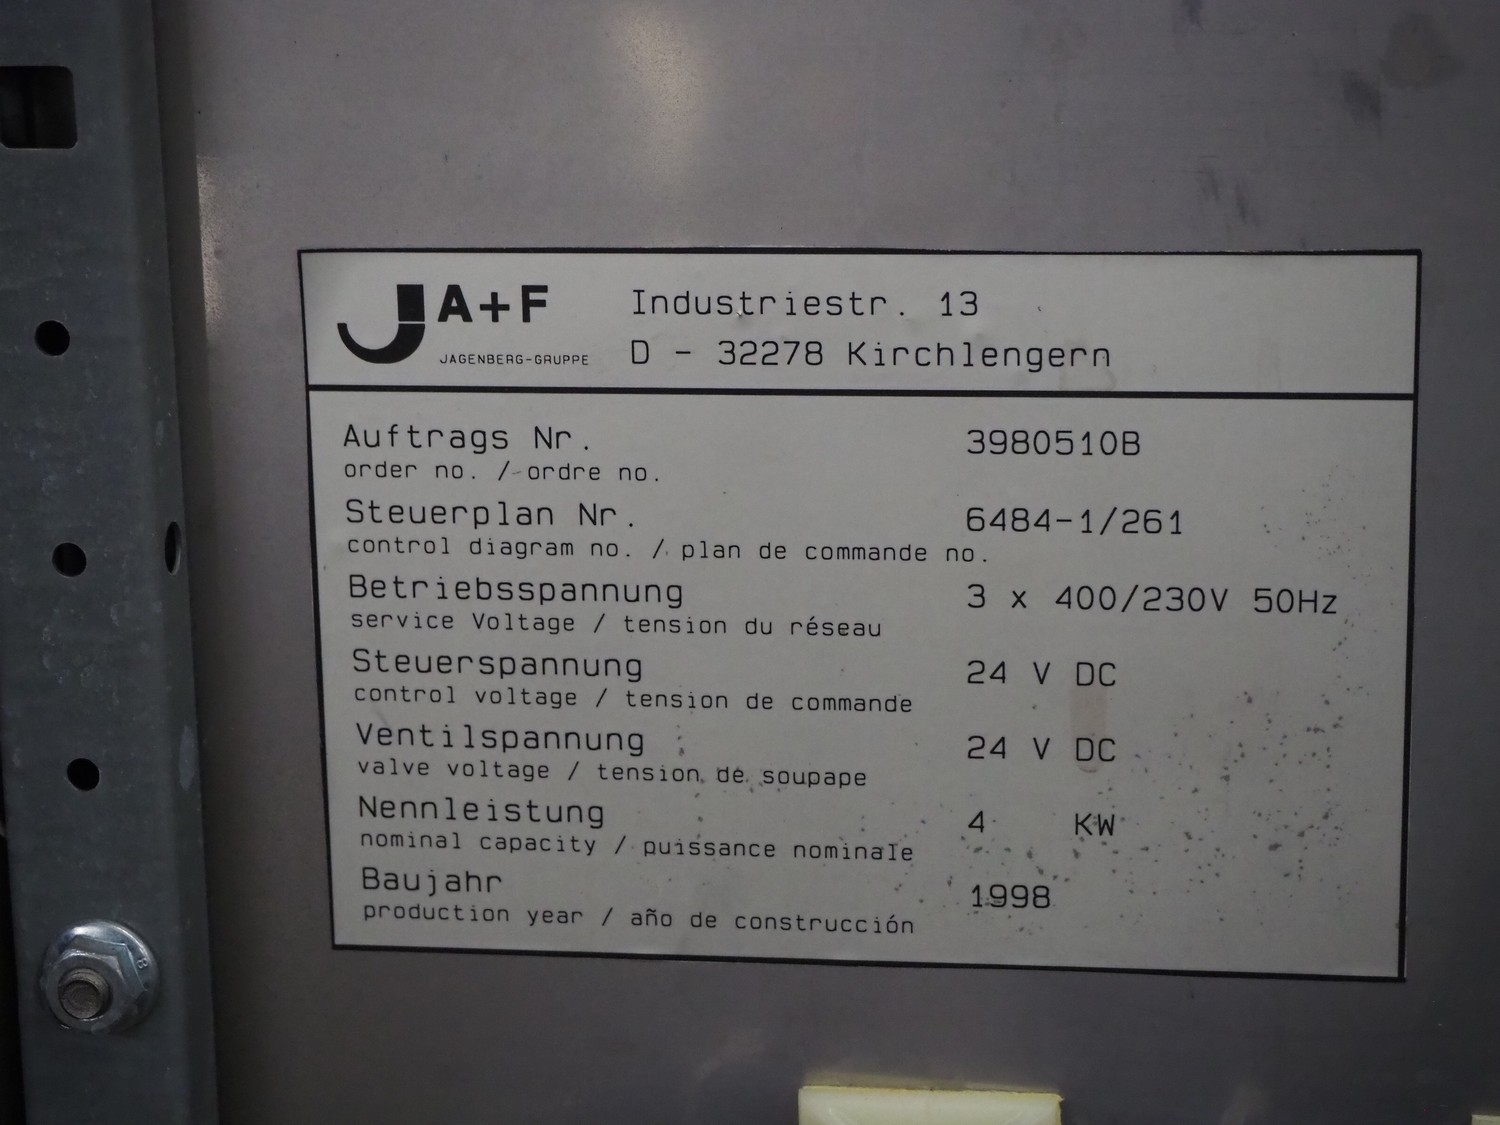 A+F
JAGENBERG-GRUPPE
Industriestr. 13
D - 32278 Kirchlengern
Auftrags Nr. 3980510B
order no. / ordre no.
Steuerplan Nr. 6484-1/261
control diagram no. / plan de commande no.
Betriebsspannung 3 x 400/230V 50Hz
service Voltage / tension du réseau
Steuerspannung 24 V DC
control voltage / tension de commande
Ventilspannung 24 V DC
valve voltage / tension de soupape
Nennleistung 4 KW
nominal capacity / puissance nominale
Baujahr 1998
production year / año de construcción
8